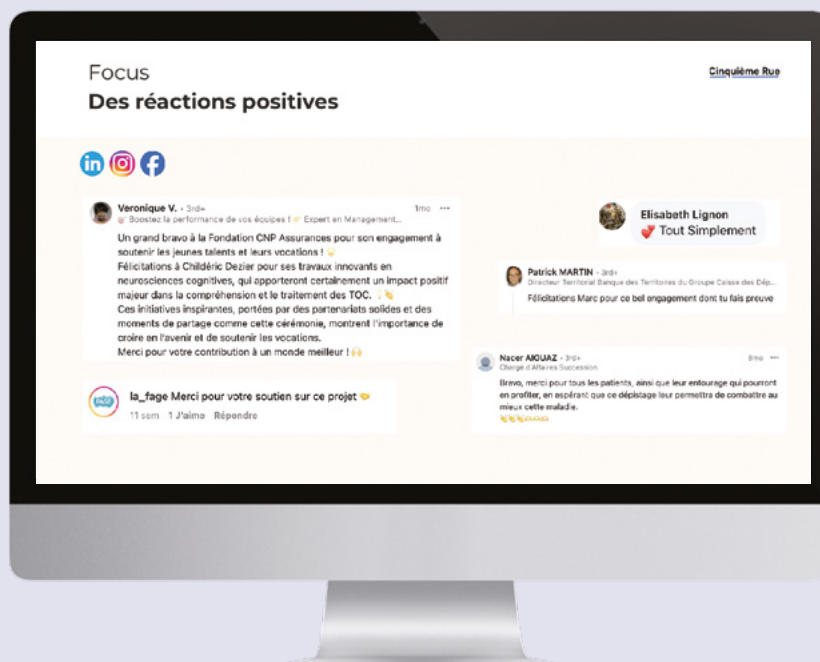 Focus
Des réactions positives
Cinquième Rue
in
Veronique V. • 3rd+
1mo •••
Boostez la performance de vos équipes ! Expert en Management...
Un grand bravo à la Fondation CNP Assurances pour son engagement à
soutenir les jeunes talents et leurs vocations !
Félicitations à Childéric Dezier pour ses travaux innovants en
neurosciences cognitives, qui apporteront certainement un impact positif
majeur dans la compréhension et le traitement des TOC.
Ces initiatives inspirantes, portées par des partenariats solides et des
moments de partage comme cette cérémonie, montrent l'importance de
croire en l'avenir et de soutenir les vocations.
Merci pour votre contribution à un monde meilleur !
FAGE
la_fage Merci pour votre soutien sur ce projet
11 sem 1 J'aime Répondre
Elisabeth Lignon
Tout Simplement
Patrick MARTIN • 3rd+
Directeur Territorial Banque des Territoires du Groupe Caisse des Dép...
Félicitations Marc pour ce bel engagement dont tu fais preuve
Nacer AIOUAZ • 3rd+
8mo •••
Chargé d'Affaires Succession
Bravo, merci pour tous les patients, ainsi que leur entourage qui pourront
en profiter, en espérant que ce dépistage leur permettra de combattre au
mieux cette maladie.